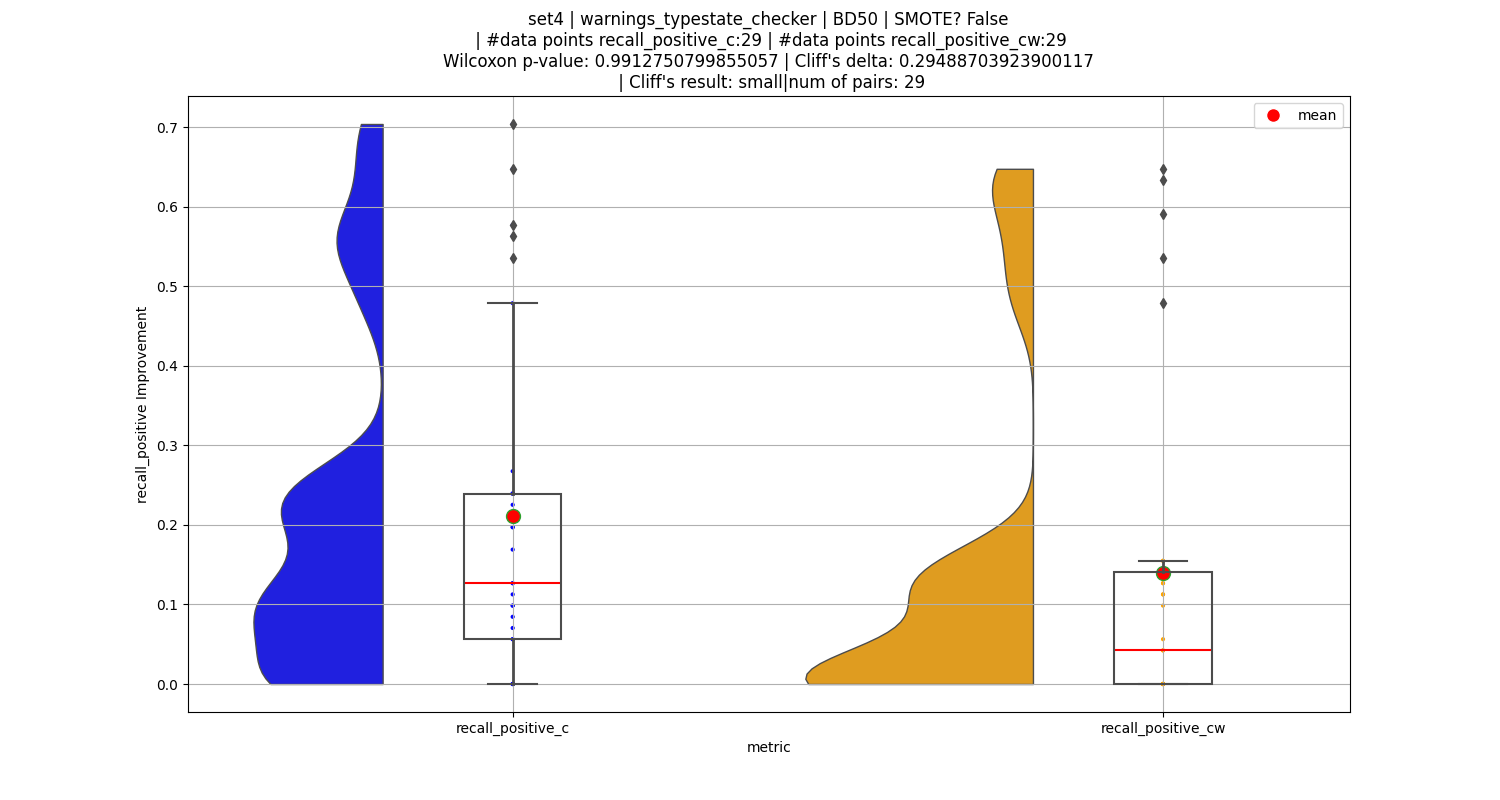 set4 | warnings_typestate_checker | BD50 | SMOTE? False
| #data points recall_positive_c:29 | #data points recall_positive_cw:29
Wilcoxon p-value: 0.9912750799855057 | Cliff's delta: 0.29488703923900117
| Cliff's result: small|num of pairs: 29
mean
0.7
0.6
0.5
0.4
0.3
0.2
0.1
0.0
recall_positive Improvement
recall_positive_c
recall_positive_cw
metric